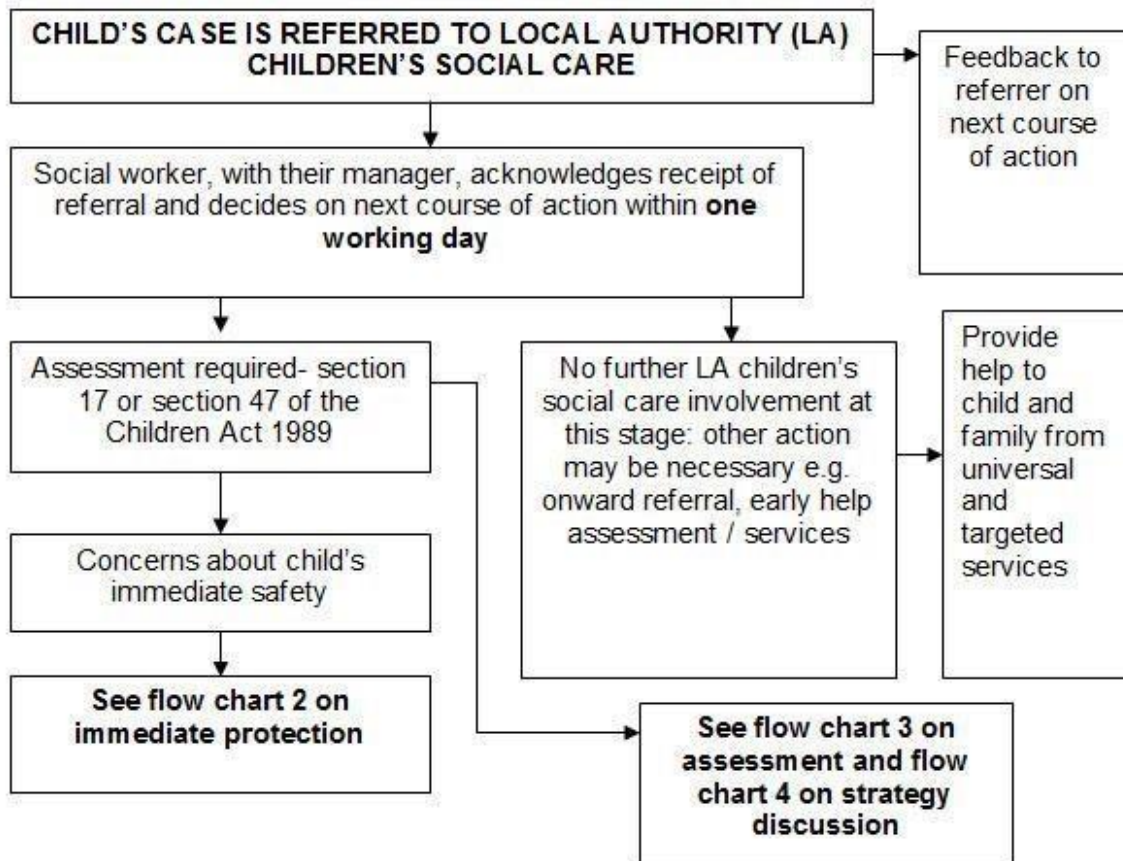 CHILD’S CASE IS REFERRED TO LOCAL AUTHORITY (LA)
CHILDREN’S SOCIAL CARE
Feedback to
referrer on
next course
of action
Social worker, with their manager, acknowledges receipt of
referral and decides on next course of action within one
working day
Assessment required- section
17 or section 47 of the
Children Act 1989
No further LA children’s
social care involvement at
this stage: other action
may be necessary e.g.
onward referral, early help
assessment / services
Provide
help to
child and
family from
universal
and
targeted
services
Concerns about child’s
immediate safety
See flow chart 2 on
immediate protection
See flow chart 3 on
assessment and flow
chart 4 on strategy
discussion